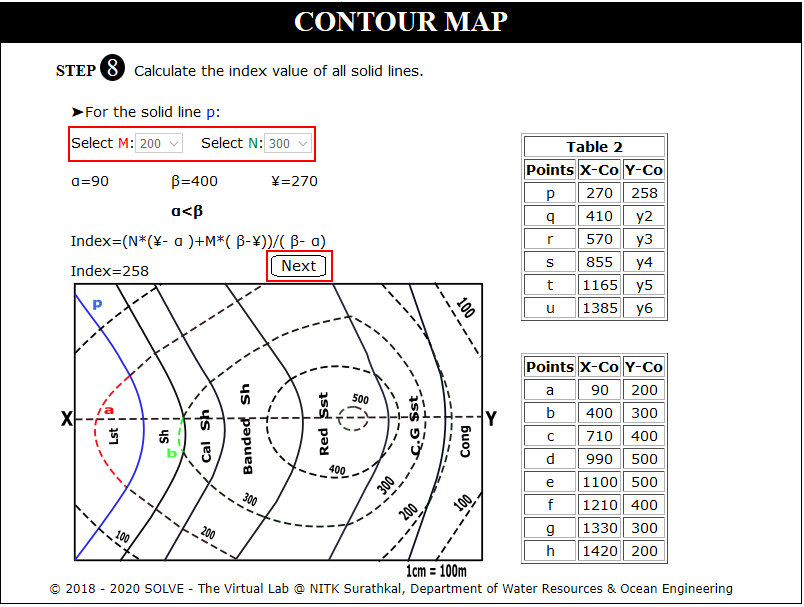 CONTOUR MAP
STEP 8 Calculate the index value of all solid lines.
➤For the solid line p:
Select M: 200 Select N: 300
α=90 β=400 ¥=270
α<β
Index=(N*(¥- α )+M*( β-¥))/( β- α)
Index=258
Next
Table 2
Points X-Co Y-Co
p 270 258
q 410 y2
r 570 y3
s 855 y4
t 1165 y5
u 1385 y6
Points X-Co Y-Co
a 90 200
b 400 300
c 710 400
d 990 500
e 1100 500
f 1210 400
g 1330 300
h 1420 200
p
100
X
a
Lst
Sh
b
Cal Sh
Banded Sh
Red Sst
500
C.G Sst
Cong
Y
400
300
300
200
100
200
100
1cm = 100m
© 2018 - 2020 SOLVE - The Virtual Lab @ NITK Surathkal, Department of Water Resources & Ocean Engineering